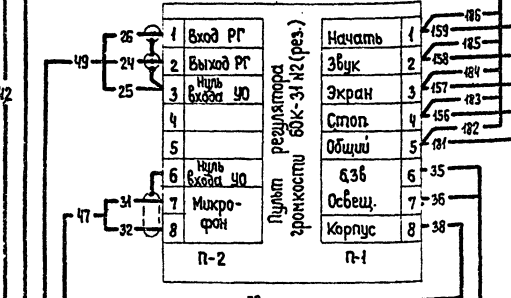 26 1 Вход РГ
24 2 Выход РГ
49
25 3 Нуль входа УО
4
5
6 Нуль входа УО
31 7 Микро-
47
32 8 фон
П-2
Пульт регулятора
громкости 60К-31 №2 (рез.)
Начать 1 186 159
Звук 2 185 158
Экран 3 184 157
Стоп 4 183 156
Общий 5 182 181
6,3В 6 35
Освещ. 7 36
Корпус 8 38
П-1